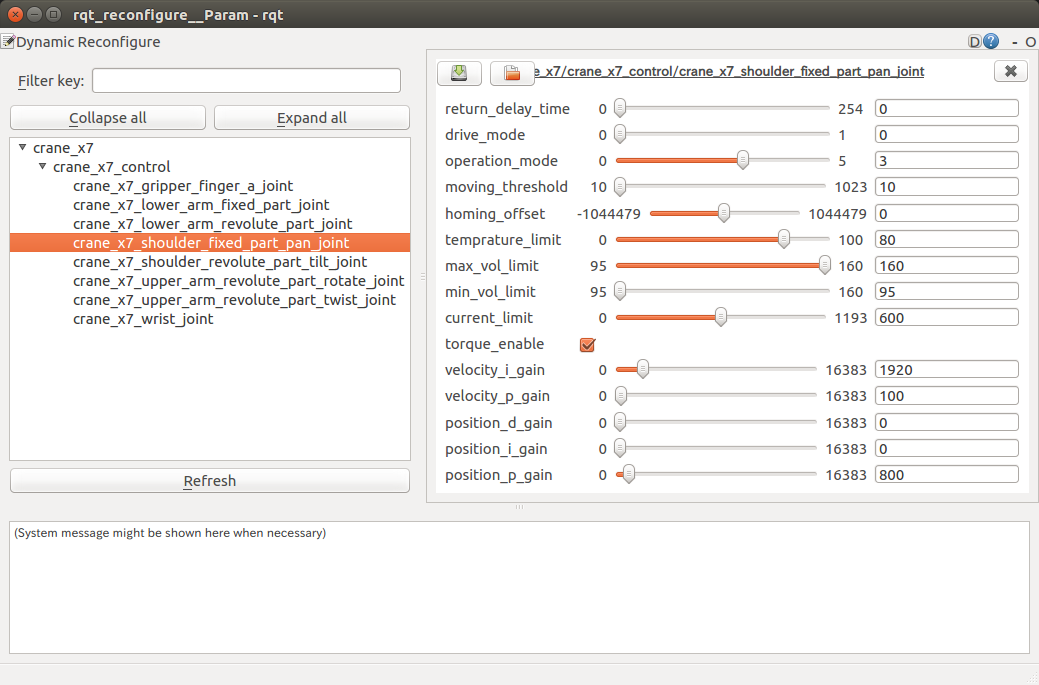 rqt_reconfigure__Param - rqt
Dynamic Reconfigure
D ? - O
Filter key:
Collapse all Expand all
crane_x7
crane_x7_control
crane_x7_gripper_finger_a_joint
crane_x7_lower_arm_fixed_part_joint
crane_x7_lower_arm_revolute_part_joint
crane_x7_shoulder_fixed_part_pan_joint
crane_x7_shoulder_revolute_part_tilt_joint
crane_x7_upper_arm_revolute_part_rotate_joint
crane_x7_upper_arm_revolute_part_twist_joint
crane_x7_wrist_joint
Refresh
e_x7/crane_x7_control/crane_x7_shoulder_fixed_part_pan_joint
return_delay_time 0 254 0
drive_mode 0 1 0
operation_mode 0 5 3
moving_threshold 10 1023 10
homing_offset -1044479 1044479 0
temprature_limit 0 100 80
max_vol_limit 95 160 160
min_vol_limit 95 160 95
current_limit 0 1193 600
torque_enable
velocity_i_gain 0 16383 1920
velocity_p_gain 0 16383 100
position_d_gain 0 16383 0
position_i_gain 0 16383 0
position_p_gain 0 16383 800
(System message might be shown here when necessary)